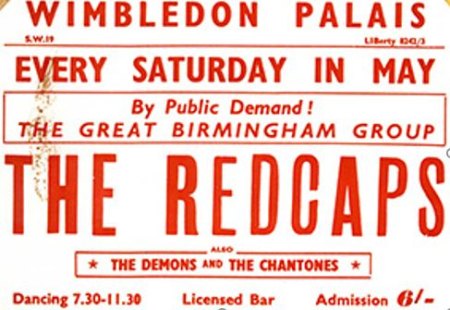 WIMBLEDON PALAIS
S.W.19 LIBerty 8242/3
EVERY SATURDAY IN MAY
By Public Demand!
THE GREAT BIRMINGHAM GROUP
THE REDCAPS
ALSO
★ THE DEMONS AND THE CHANTONES ★
Dancing 7.30-11.30 Licensed Bar Admission 6/-